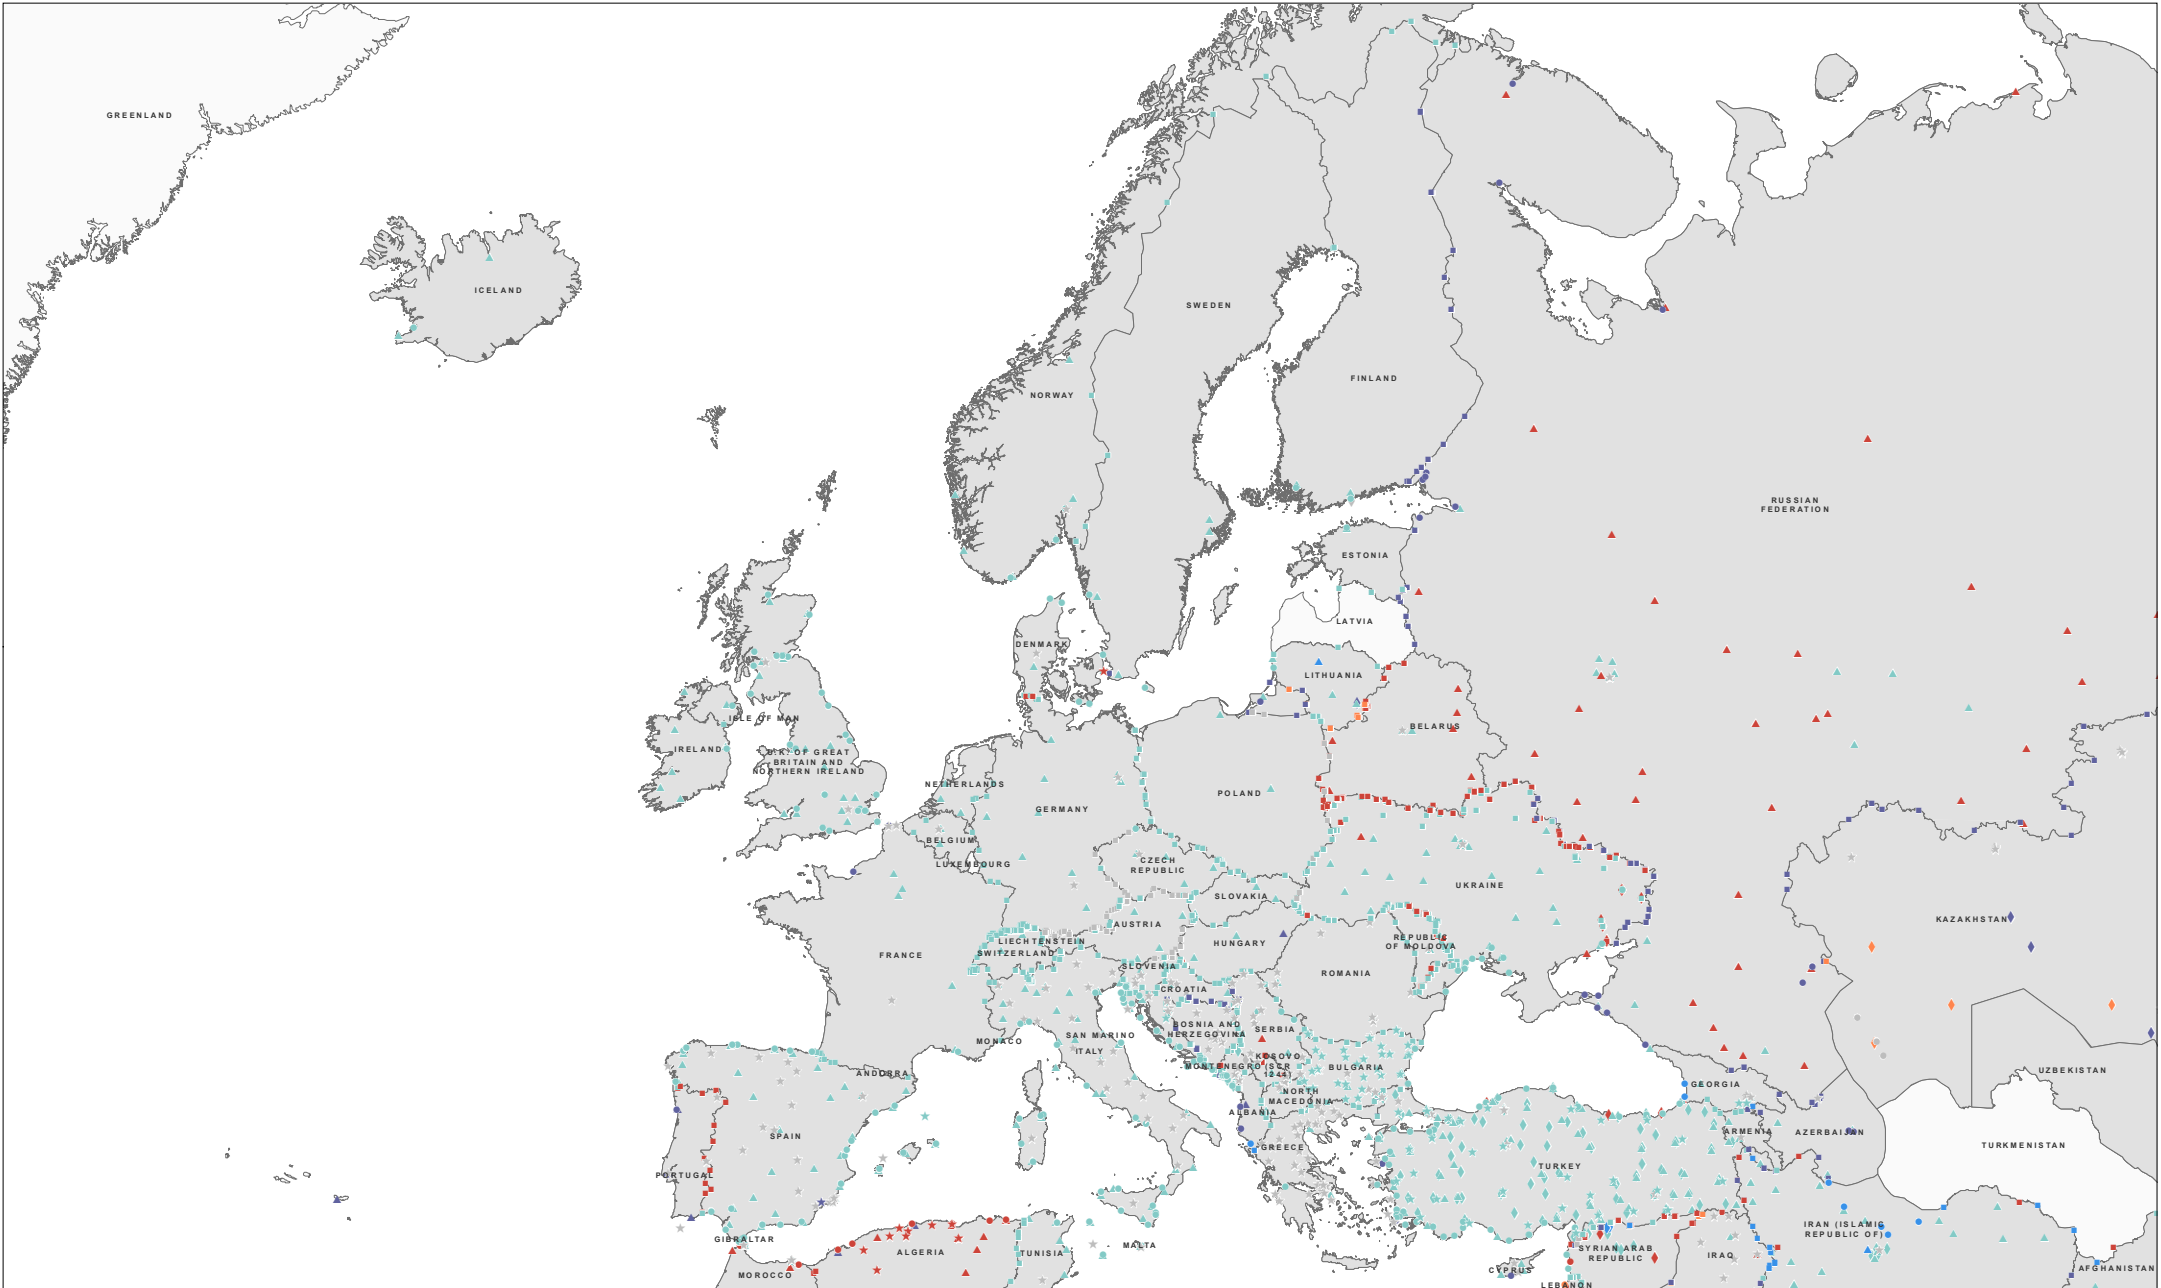 GREENLAND
ICELAND
SWEDEN
FINLAND
NORWAY
RUSSIAN
FEDERATION
ESTONIA
LATVIA
DENMARK
LITHUANIA
ISLE OF MAN
BELARUS
IRELAND
U.K. OF GREAT
BRITAIN AND
NORTHERN IRELAND
NETHERLANDS
POLAND
GERMANY
BELGIUM
LUXEMBOURG
CZECH
REPUBLIC
UKRAINE
SLOVAKIA
KAZAKHSTAN
AUSTRIA
REPUBLIC
OF MOLDOVA
LIECHTENSTEIN
HUNGARY
SWITZERLAND
FRANCE
SLOVENIA
ROMANIA
CROATIA
BOSNIA AND
HERZEGOVINA
SERBIA
SAN MARINO
MONACO
ITALY
KOSOVO
(SCR
1244)
MONTENEGRO
BULGARIA
UZBEKISTAN
ANDORRA
GEORGIA
NORTH
MACEDONIA
ALBANIA
ARMENIA
AZERBAIJAN
SPAIN
GREECE
TURKMENISTAN
TURKEY
PORTUGAL
IRAN (ISLAMIC
REPUBLIC OF)
GIBRALTAR
MALTA
ALGERIA
TUNISIA
SYRIAN ARAB
REPUBLIC
IRAQ
CYPRUS
MOROCCO
AFGHANISTAN
LEBANON